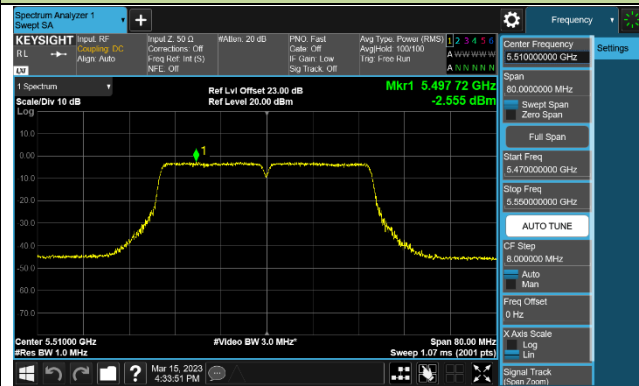 Spectrum Analyzer 1
Swept SA
Frequency
KEYSIGHT
RL
LXI
Input: RF
Coupling: DC
Align: Auto
Input Z: 50 Ω
Corrections: Off
Freq Ref: Int (S)
NFE: Off
#Atten: 20 dB
PNO: Fast
Gate: Off
IF Gain: Low
Sig Track: Off
Avg Type: Power (RMS)
Avg|Hold: 100/100
Trig: Free Run
1 2 3 4 5 6
A W W W W W
A N N N N N
1 Spectrum
Scale/Div 10 dB
Ref Lvl Offset 23.00 dB
Ref Level 20.00 dBm
Mkr1 5.497 72 GHz
-2.555 dBm
Log
10.0
0.00
-10.0
-20.0
-30.0
-40.0
-50.0
-60.0
-70.0
1
Center 5.51000 GHz
#Res BW 1.0 MHz
#Video BW 3.0 MHz*
Span 80.00 MHz
Sweep 1.07 ms (2001 pts)
Mar 15, 2023
4:33:51 PM
Center Frequency
5.510000000 GHz
Settings
Span
80.0000000 MHz
Swept Span
Zero Span
Full Span
Start Freq
5.470000000 GHz
Stop Freq
5.550000000 GHz
AUTO TUNE
CF Step
8.000000 MHz
Auto
Man
Freq Offset
0 Hz
X Axis Scale
Log
Lin
Signal Track
(Span Zoom)